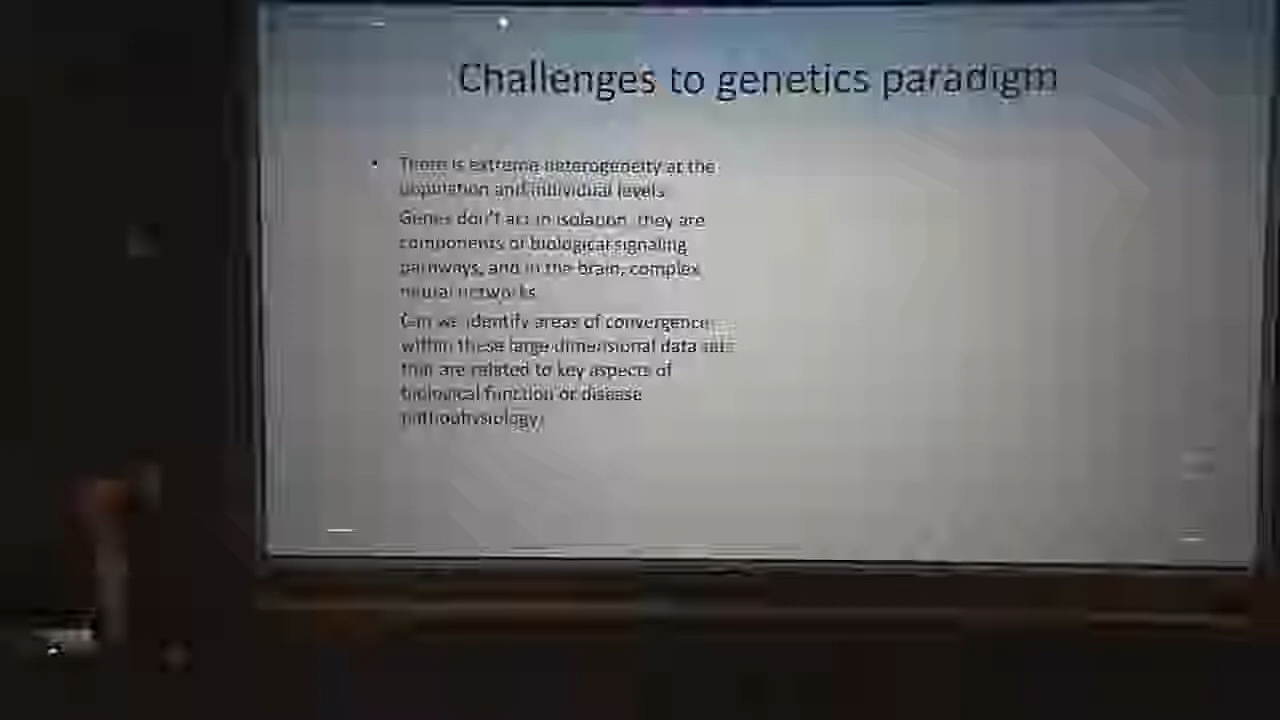 Challenges to genetics paradigm
• There is extreme heterogeneity at the
population and individual levels
Genes don't act in isolation, they are
components of biological signaling
pathways, and in the brain, complex
neural networks
Can we identify areas of convergence
within these large dimensional data sets
that are related to key aspects of
biological function or disease
pathophysiology?